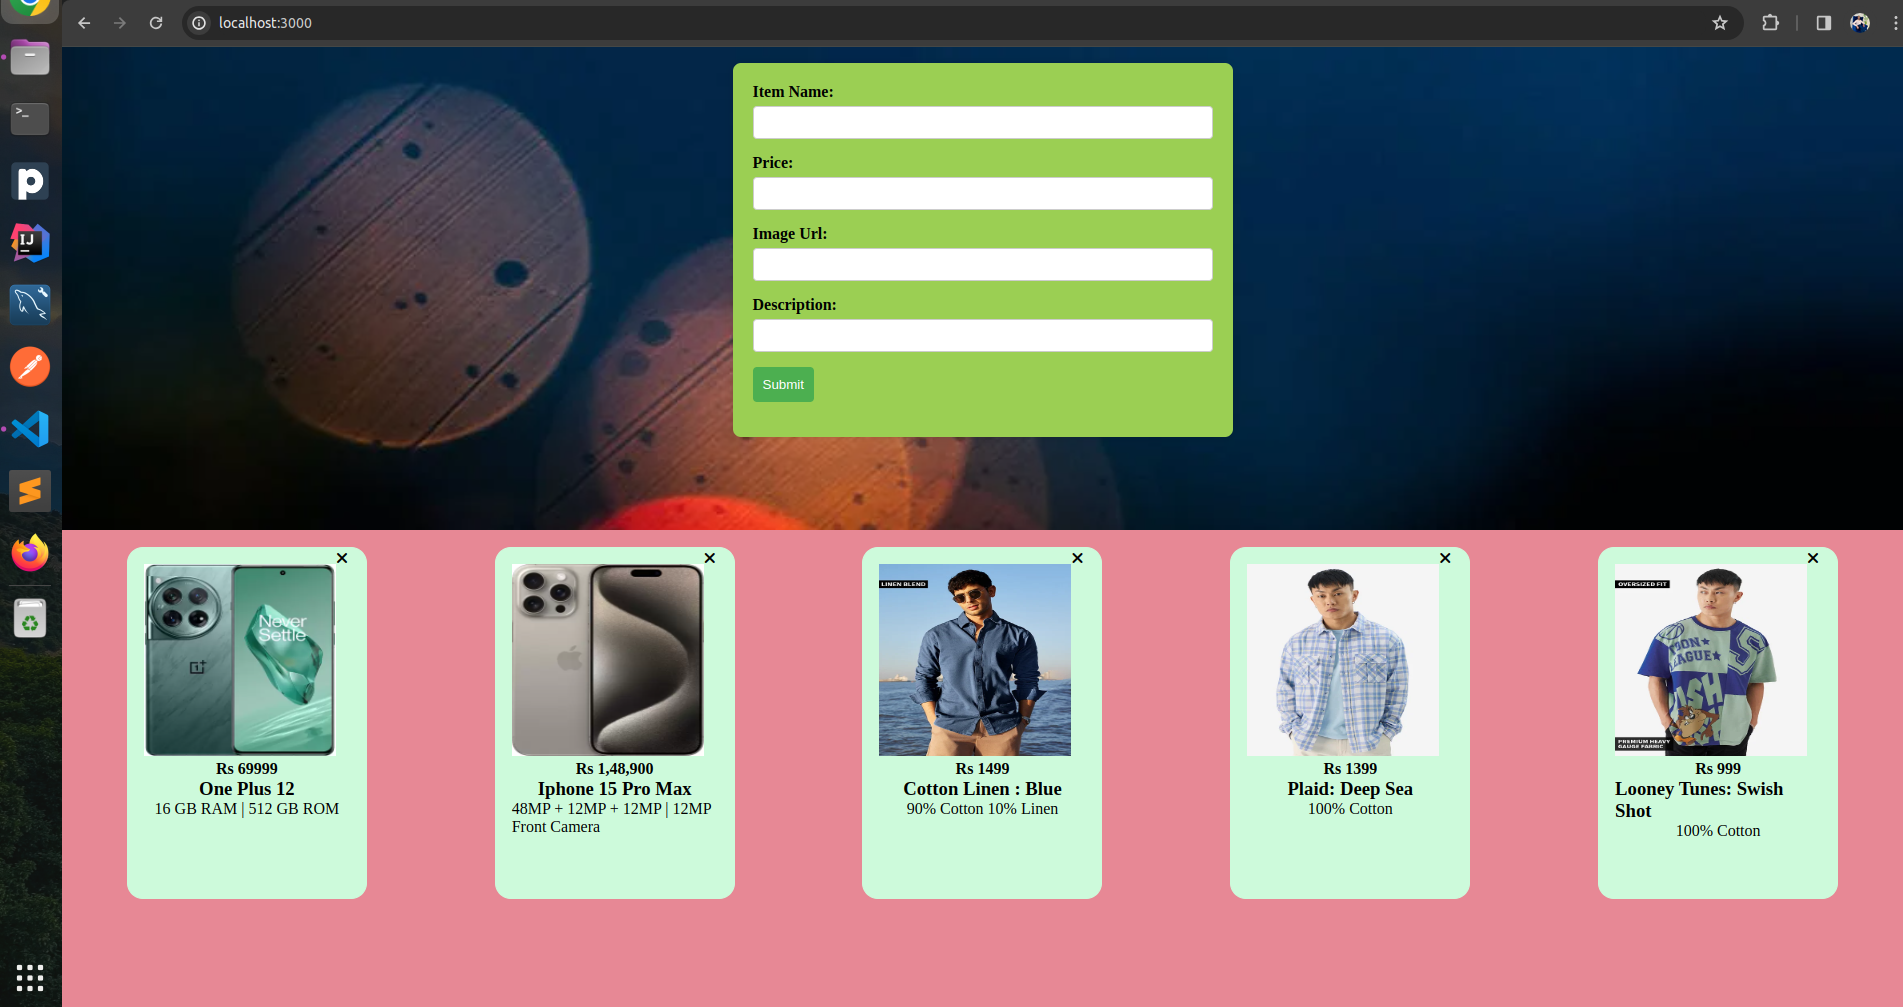 localhost:3000
>_
p
IJ
Item Name:
Price:
Image Url:
Description:
Submit
Never
Settle
Rs 69999
One Plus 12
16 GB RAM | 512 GB ROM
Rs 1,48,900
Iphone 15 Pro Max
48MP + 12MP + 12MP | 12MP
Front Camera
LINEN BLEND
Rs 1499
Cotton Linen : Blue
90% Cotton 10% Linen
Rs 1399
Plaid: Deep Sea
100% Cotton
OVERSIZED FIT
PREMIUM HEAVY
GAUGE FABRIC
Rs 999
Looney Tunes: Swish
Shot
100% Cotton